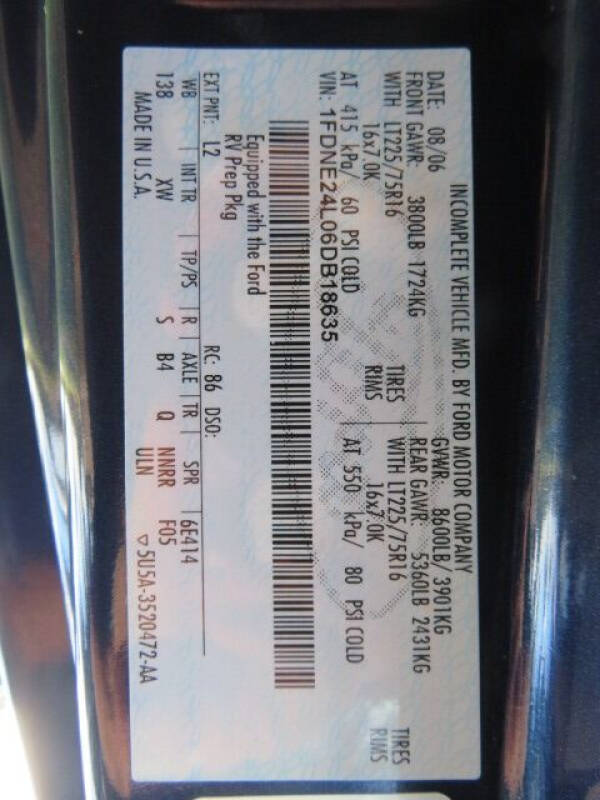 INCOMPLETE VEHICLE MFD. BY FORD MOTOR COMPANY
DATE: 08/06 GVWR: 8600LB/ 3901KG
FRONT GAWR: 3800LB 1724KG REAR GAWR: 5360LB 2431KG
WITH LT225/75R16 TIRES WITH LT225/75R16 TIRES
16x7.0K RIMS 16x7.0K RIMS
AT 415 kPa/ 60 PSI COLD AT 550 kPa/ 80 PSI COLD
VIN: 1FDNE24L06DB18635
Equipped with the Ford
RV Prep Pkg
EXT PNT: L2 RC: 86 DSO:
WB INT TR TP/PS R AXLE TR SPR 6E414
138 XW S B4 Q NNRR F05
MADE IN U.S.A. ULN ▽5U5A-3520472-AA